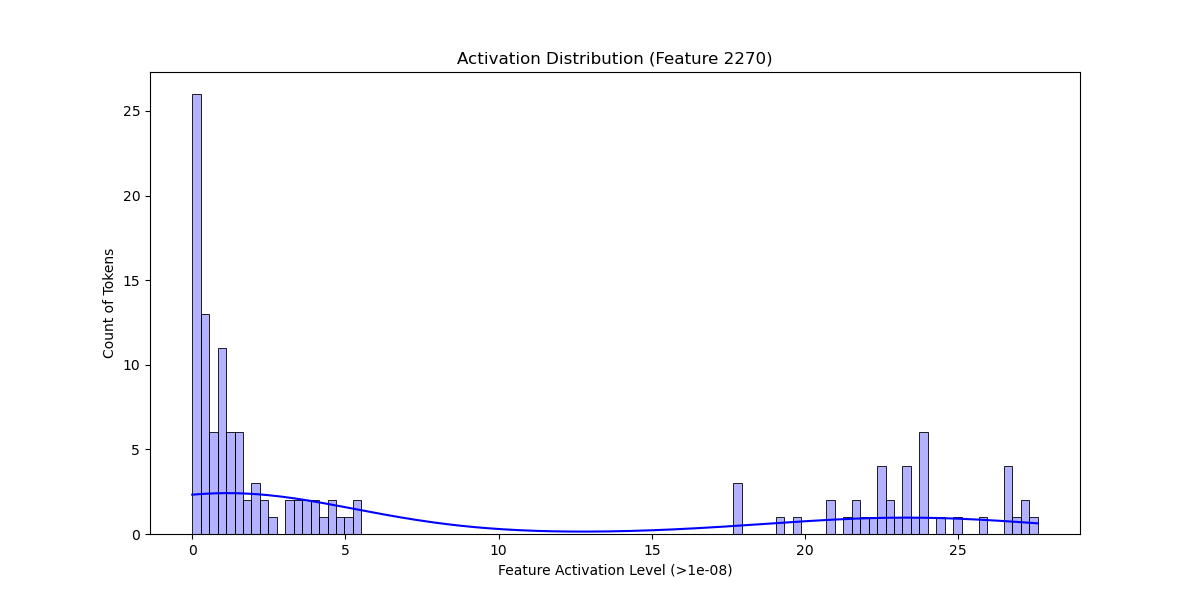 Activation Distribution (Feature 2270)
Count of Tokens
25
20
15
10
5
0
0 5 10 15 20 25
Feature Activation Level (>1e-08)